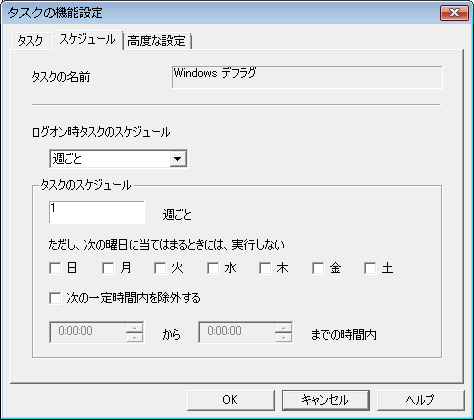 タスクの機能設定
タスク スケジュール 高度な設定
タスクの名前 Windows デフラグ
ログオン時タスクのスケジュール
週ごと
タスクのスケジュール
1 週ごと
ただし、次の曜日に当てはまるときには、実行しない
日 月 火 水 木 金 土
次の一定時間内を除外する
0:00:00 から 0:00:00 までの時間内
OK キャンセル ヘルプ